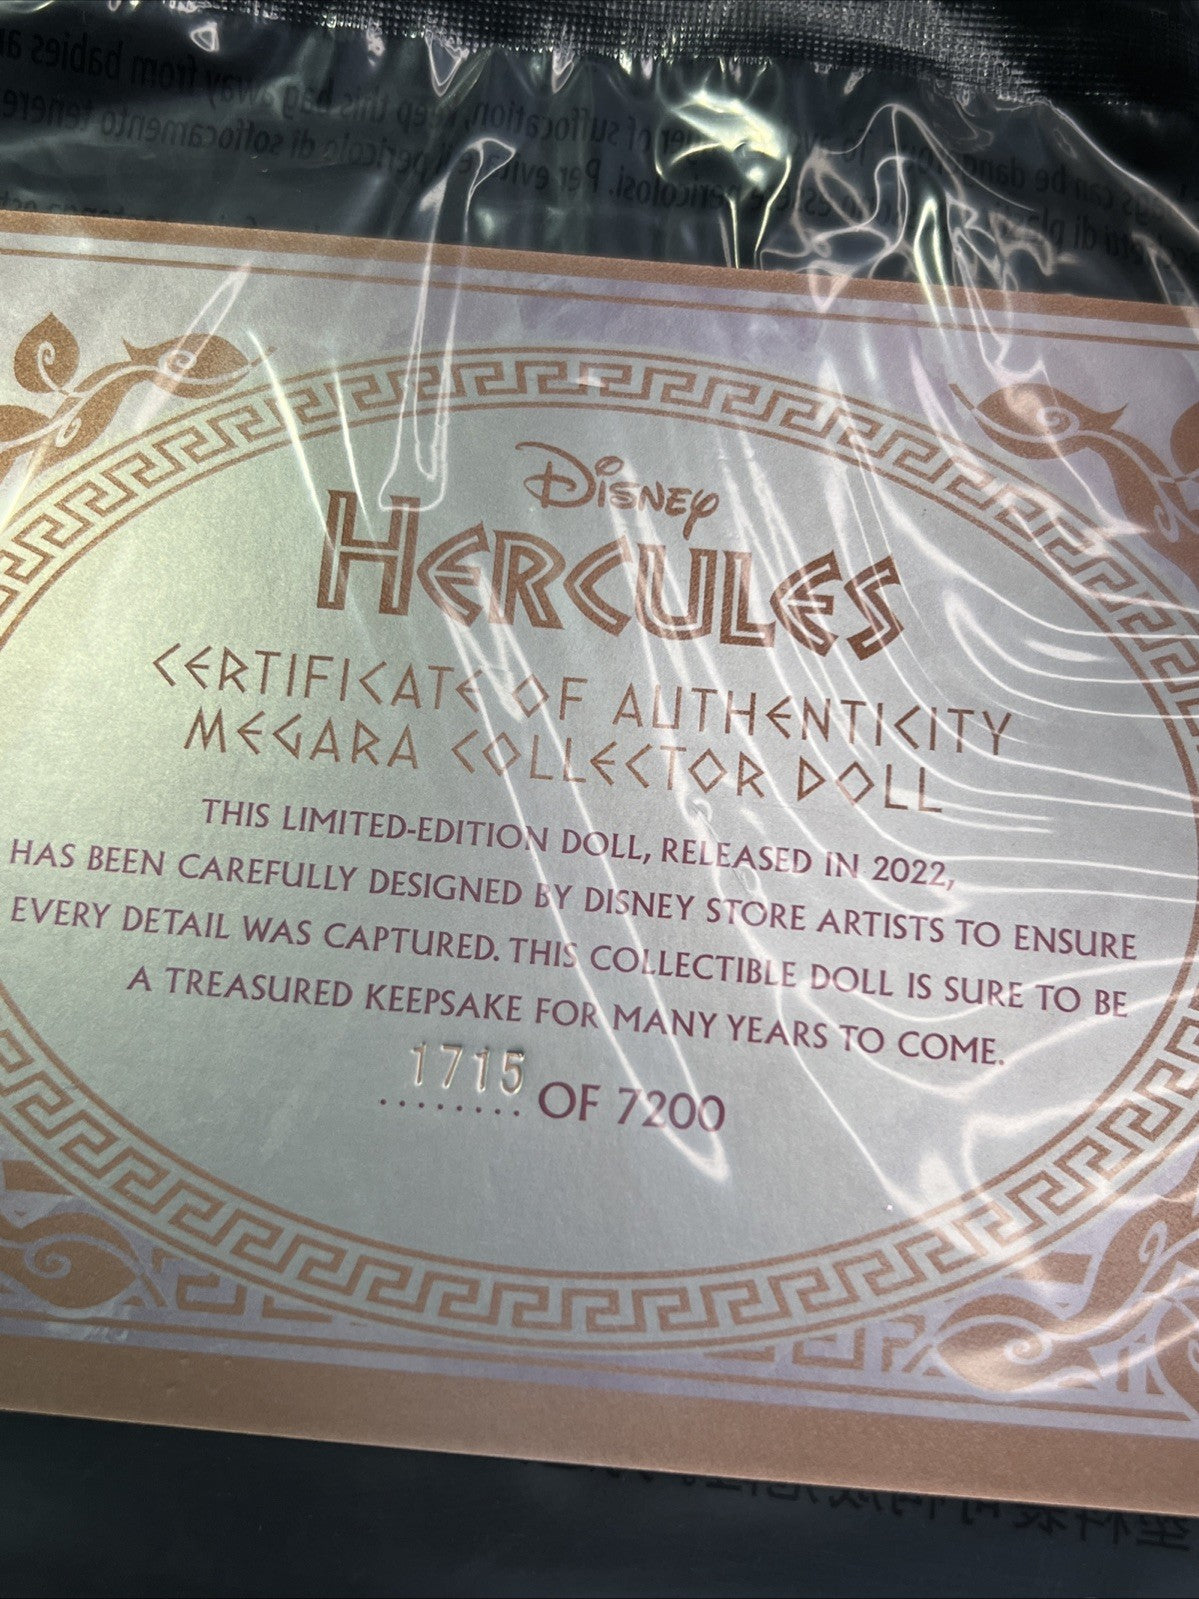 Disney
HERCULES
CERTIFICATE OF AUTHENTICITY
MEGARA COLLECTOR DOLL
THIS LIMITED-EDITION DOLL, RELEASED IN 2022,
HAS BEEN CAREFULLY DESIGNED BY DISNEY STORE ARTISTS TO ENSURE
EVERY DETAIL WAS CAPTURED. THIS COLLECTIBLE DOLL IS SURE TO BE
A TREASURED KEEPSAKE FOR MANY YEARS TO COME.
1715 OF 7200